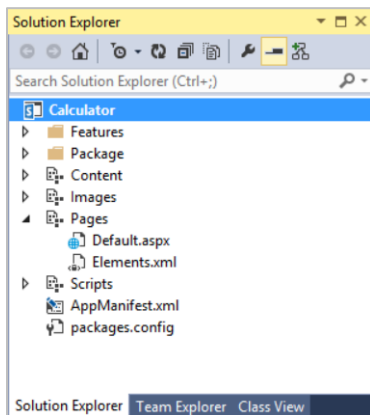 Solution Explorer
Search Solution Explorer (Ctrl+;)
Calculator
Features
Package
Content
Images
Pages
Default.aspx
Elements.xml
Scripts
AppManifest.xml
packages.config
Solution Explorer Team Explorer Class View